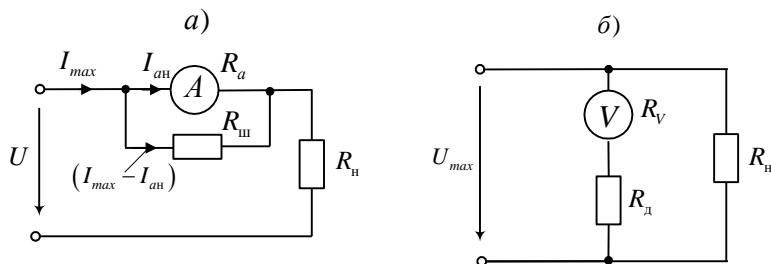 а)
I_max I_ан A R_a
R_ш
U
(I_max − I_ан)
R_н
б)
V R_V
U_max
R_н
R_д